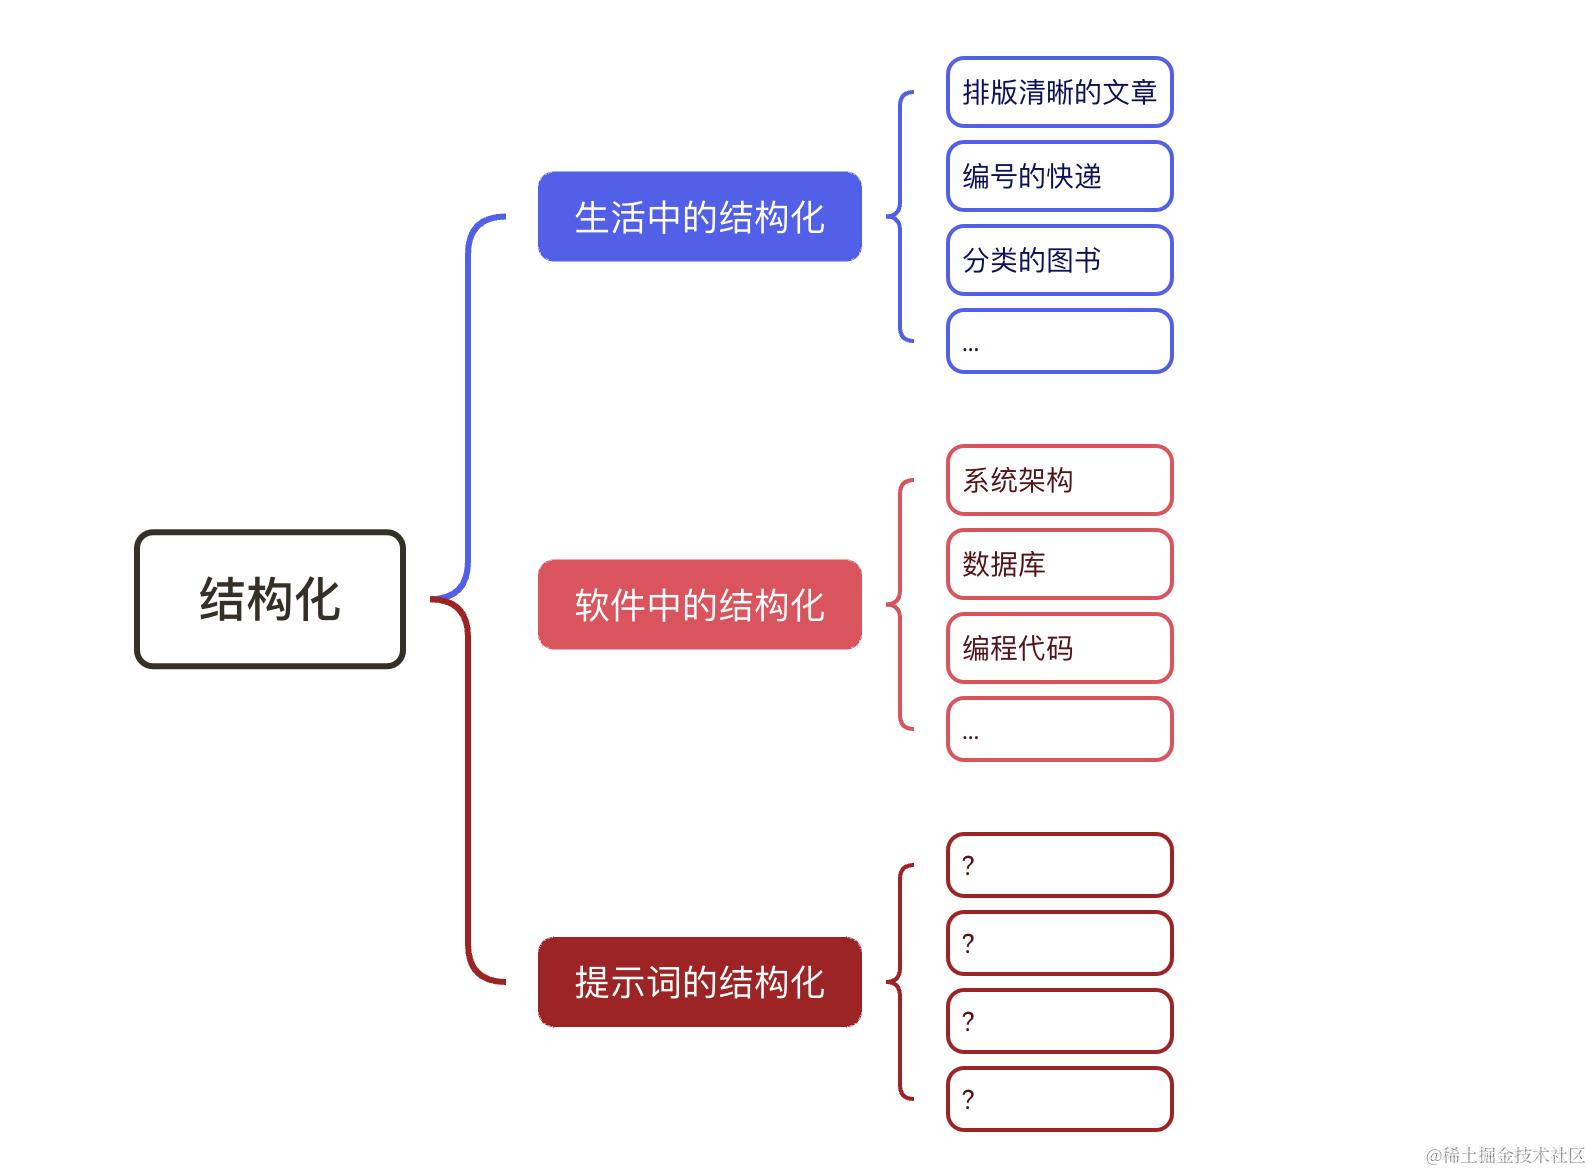 结构化
生活中的结构化
排版清晰的文章
编号的快递
分类的图书
...
软件中的结构化
系统架构
数据库
编程代码
...
提示词的结构化
?
?
?
?
@稀土掘金技术社区